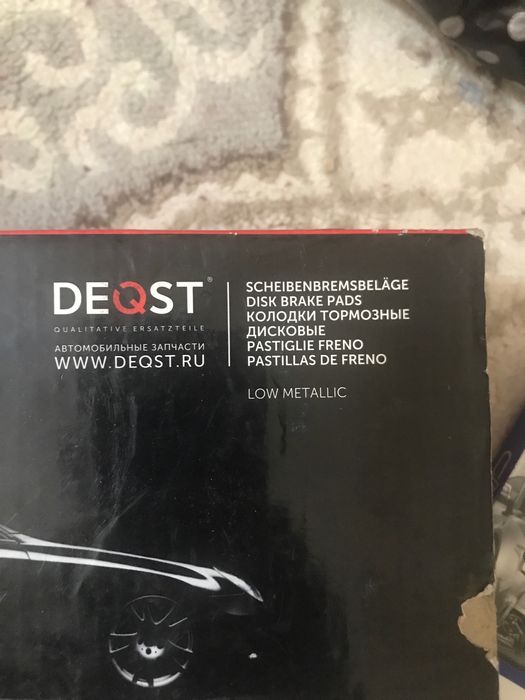 DEQST®
QUALITATIVE ERSATZTEILE
АВТОМОБИЛЬНЫЕ ЗАПЧАСТИ
WWW.DEQST.RU
SCHEIBENBREMSBELÄGE
DISK BRAKE PADS
КОЛОДКИ ТОРМОЗНЫЕ
ДИСКОВЫЕ
PASTIGLIE FRENO
PASTILLAS DE FRENO
LOW METALLIC